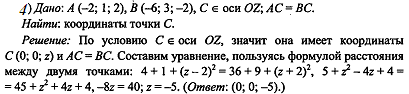 4) Дано: A (–2; 1; 2), B (–6; 3; –2), C ∈ оси OZ; AC = BC.
Найти: координаты точки C.
Решение: По условию C ∈ оси OZ, значит она имеет координаты
C (0; 0; z) и AC = BC. Составим уравнение, пользуясь формулой расстояния
между двумя точками: 4 + 1 + (z – 2)² = 36 + 9 + (z + 2)², 5 + z² – 4z + 4 =
= 45 + z² + 4z + 4, –8z = 40; z = –5. (Ответ: (0; 0; –5).)